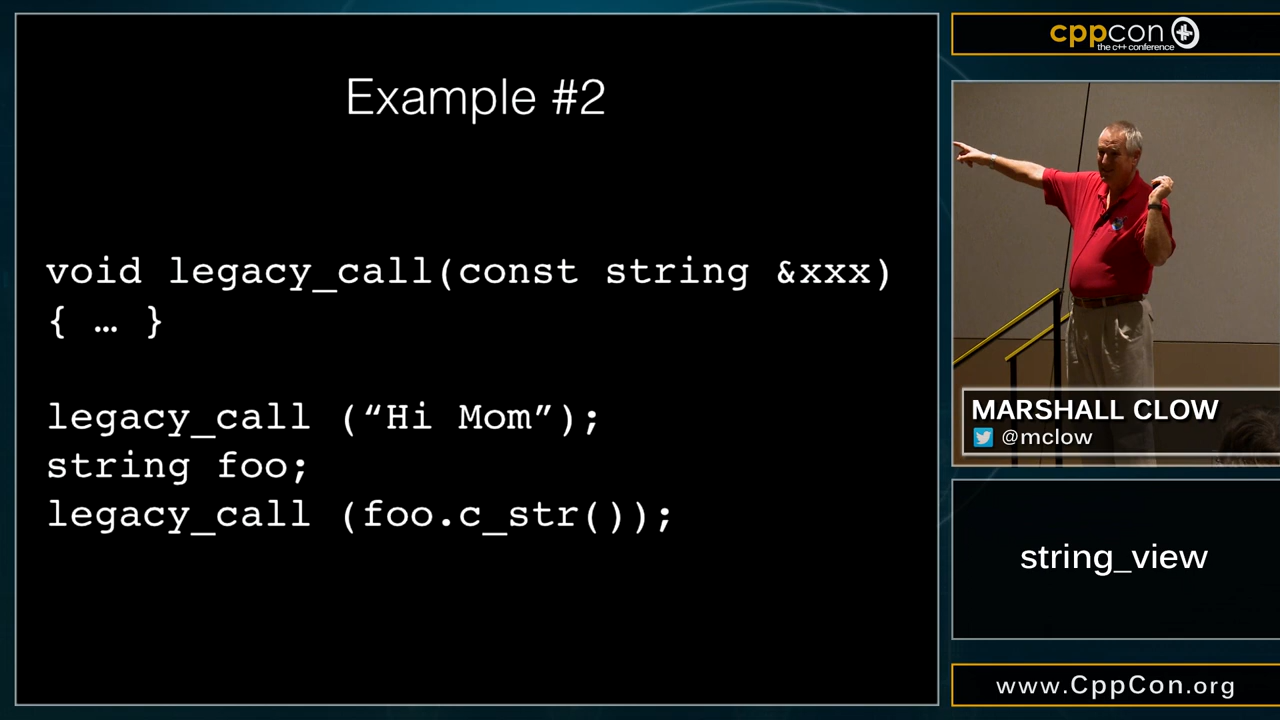 Example #2
void legacy_call(const string &xxx)
{ … }
legacy_call (“Hi Mom”);
string foo;
legacy_call (foo.c_str());
cppcon
the c++ conference
MARSHALL CLOW
@mclow
string_view
www.CppCon.org